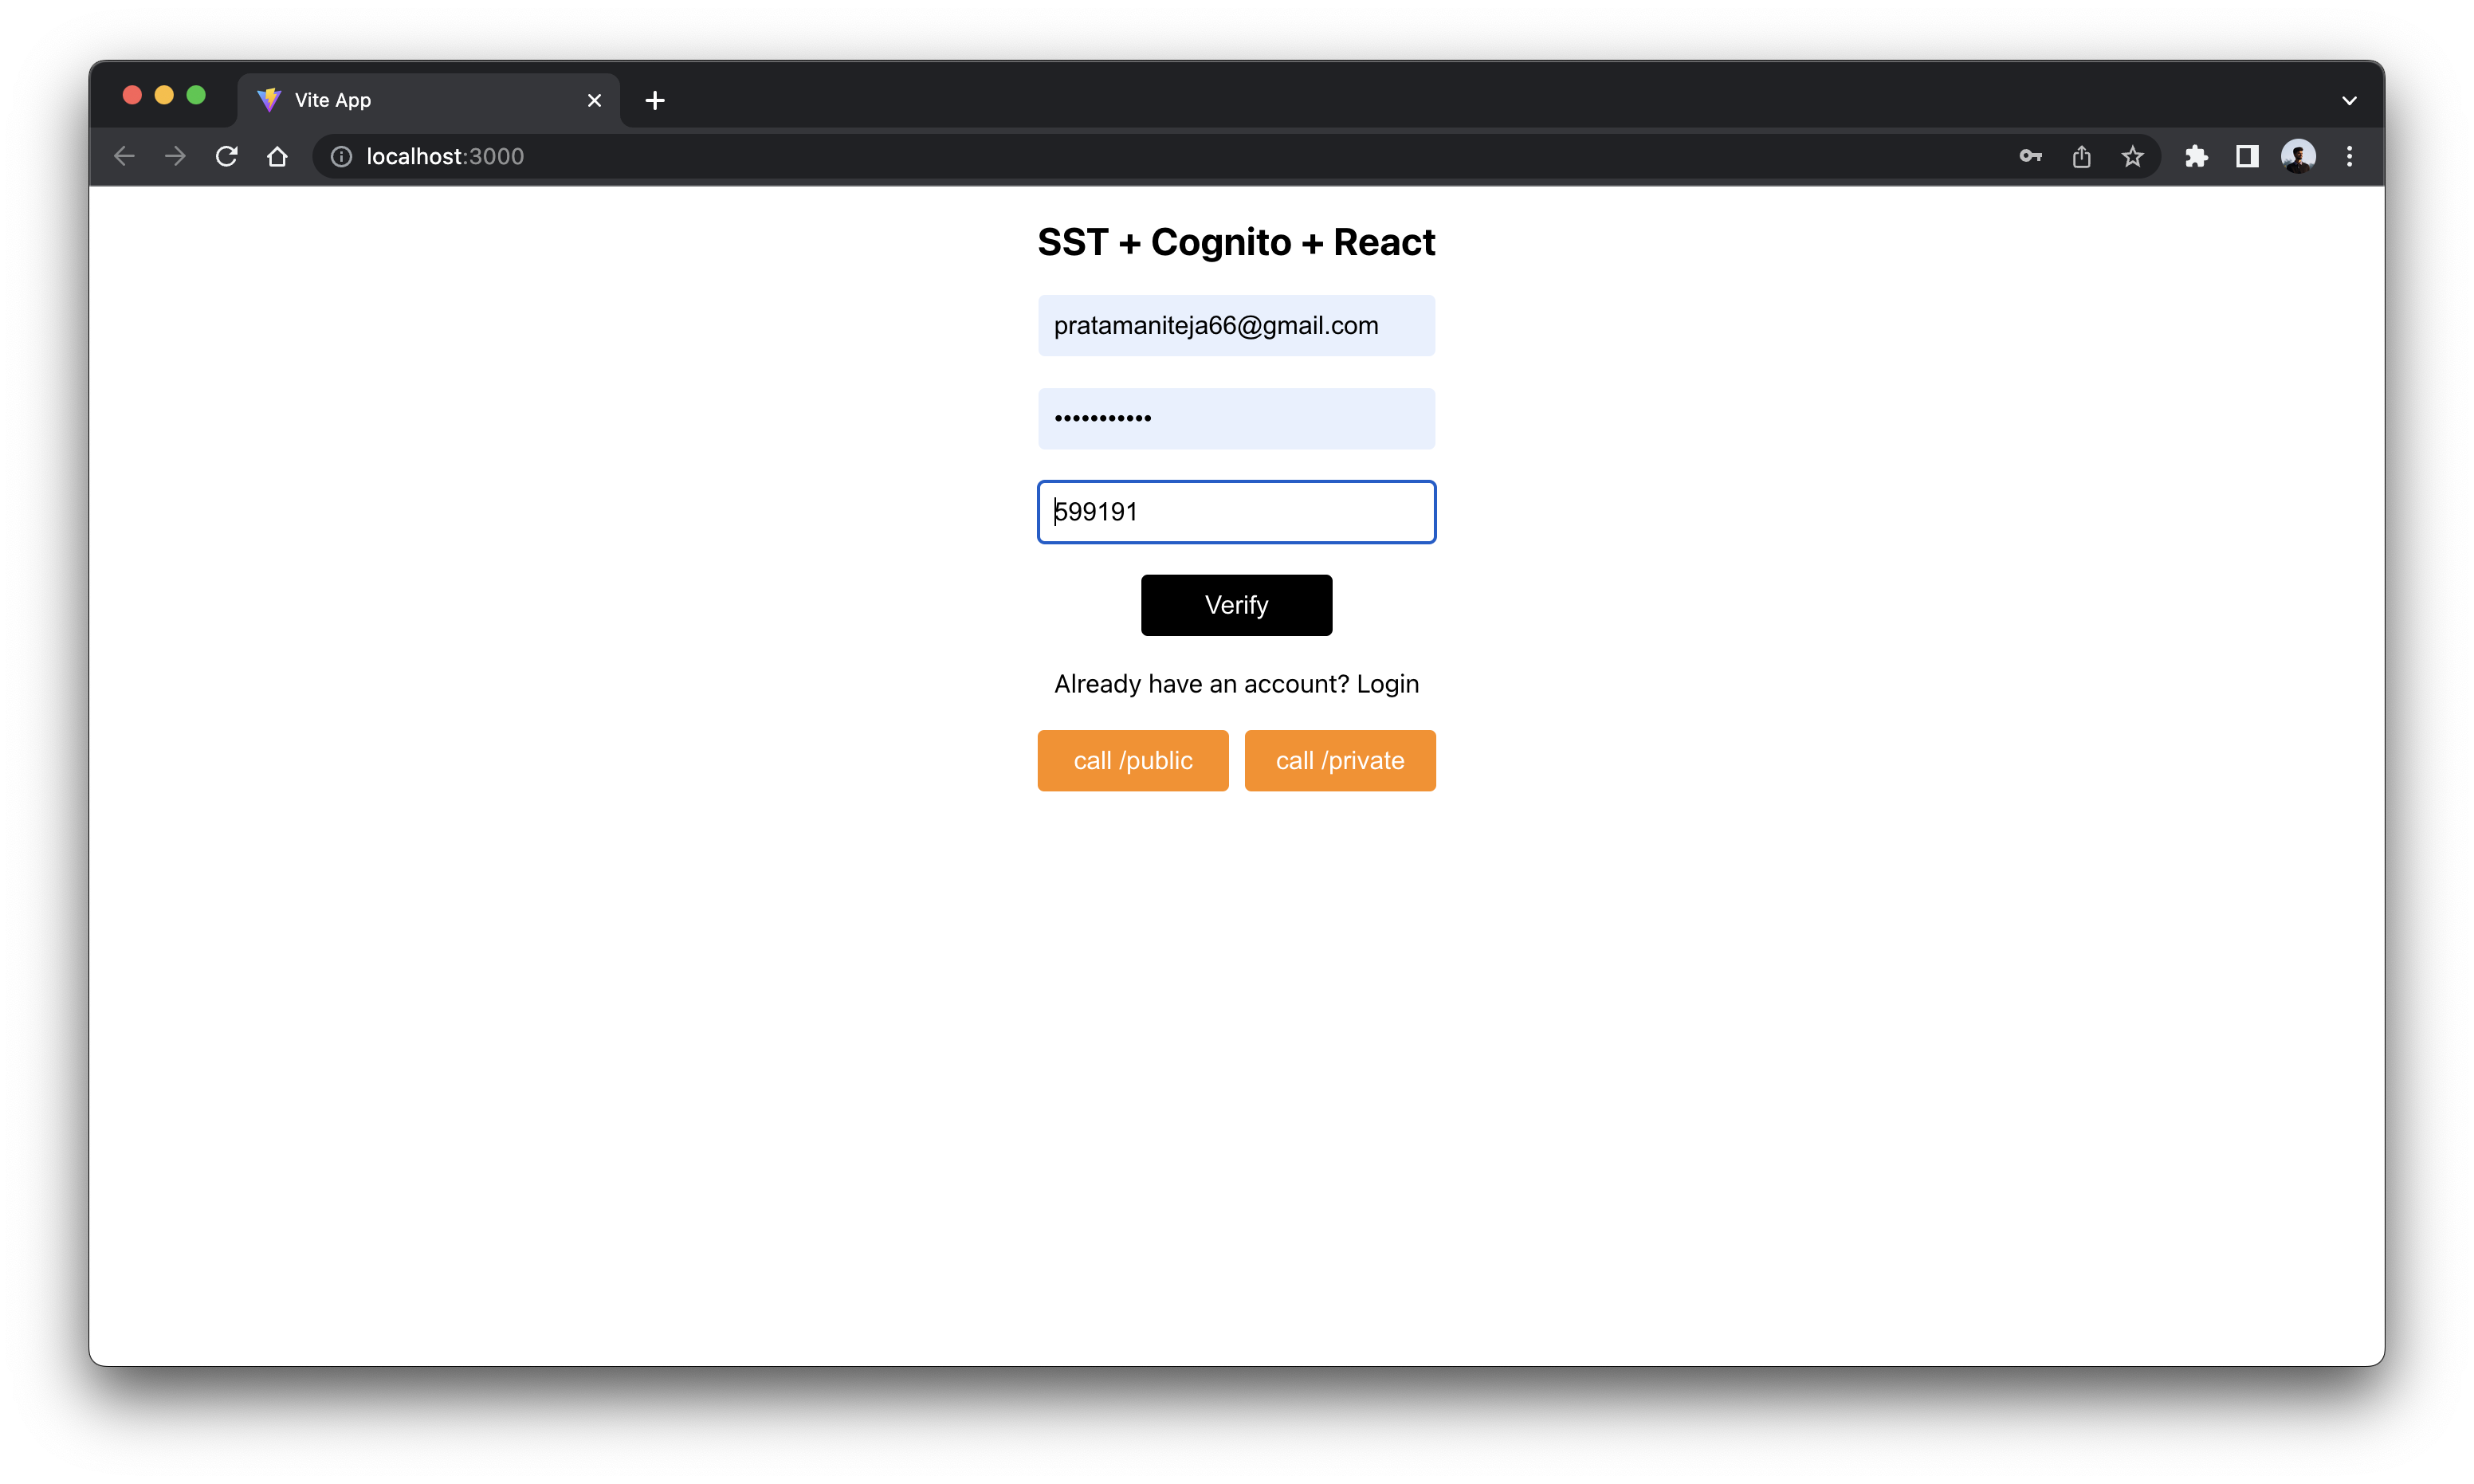 Vite App
localhost:3000
SST + Cognito + React
pratamaniteja66@gmail.com
•••••••••••
599191
Verify
Already have an account? Login
call /public
call /private